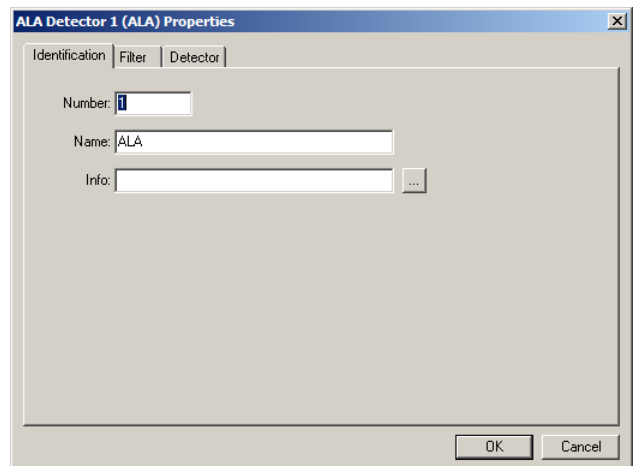 ALA Detector 1 (ALA) Properties
Identification Filter Detector
Number: 1
Name: ALA
Info: ...
OK Cancel